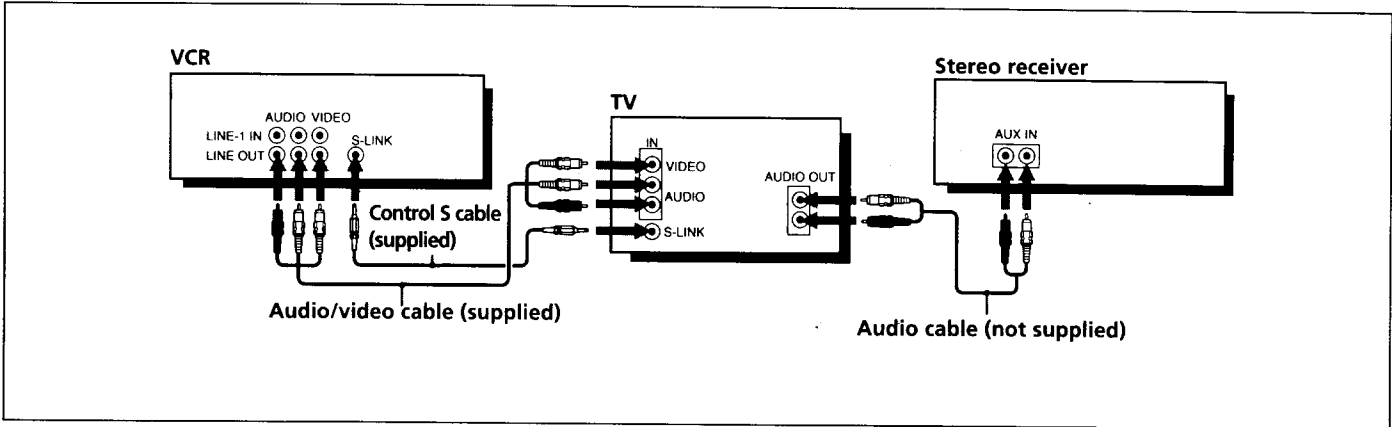 VCR
AUDIO VIDEO
LINE-1 IN
LINE OUT
S-LINK
Control S cable
(supplied)
Audio/video cable (supplied)
TV
IN
VIDEO
AUDIO
S-LINK
AUDIO OUT
Stereo receiver
AUX IN
Audio cable (not supplied)